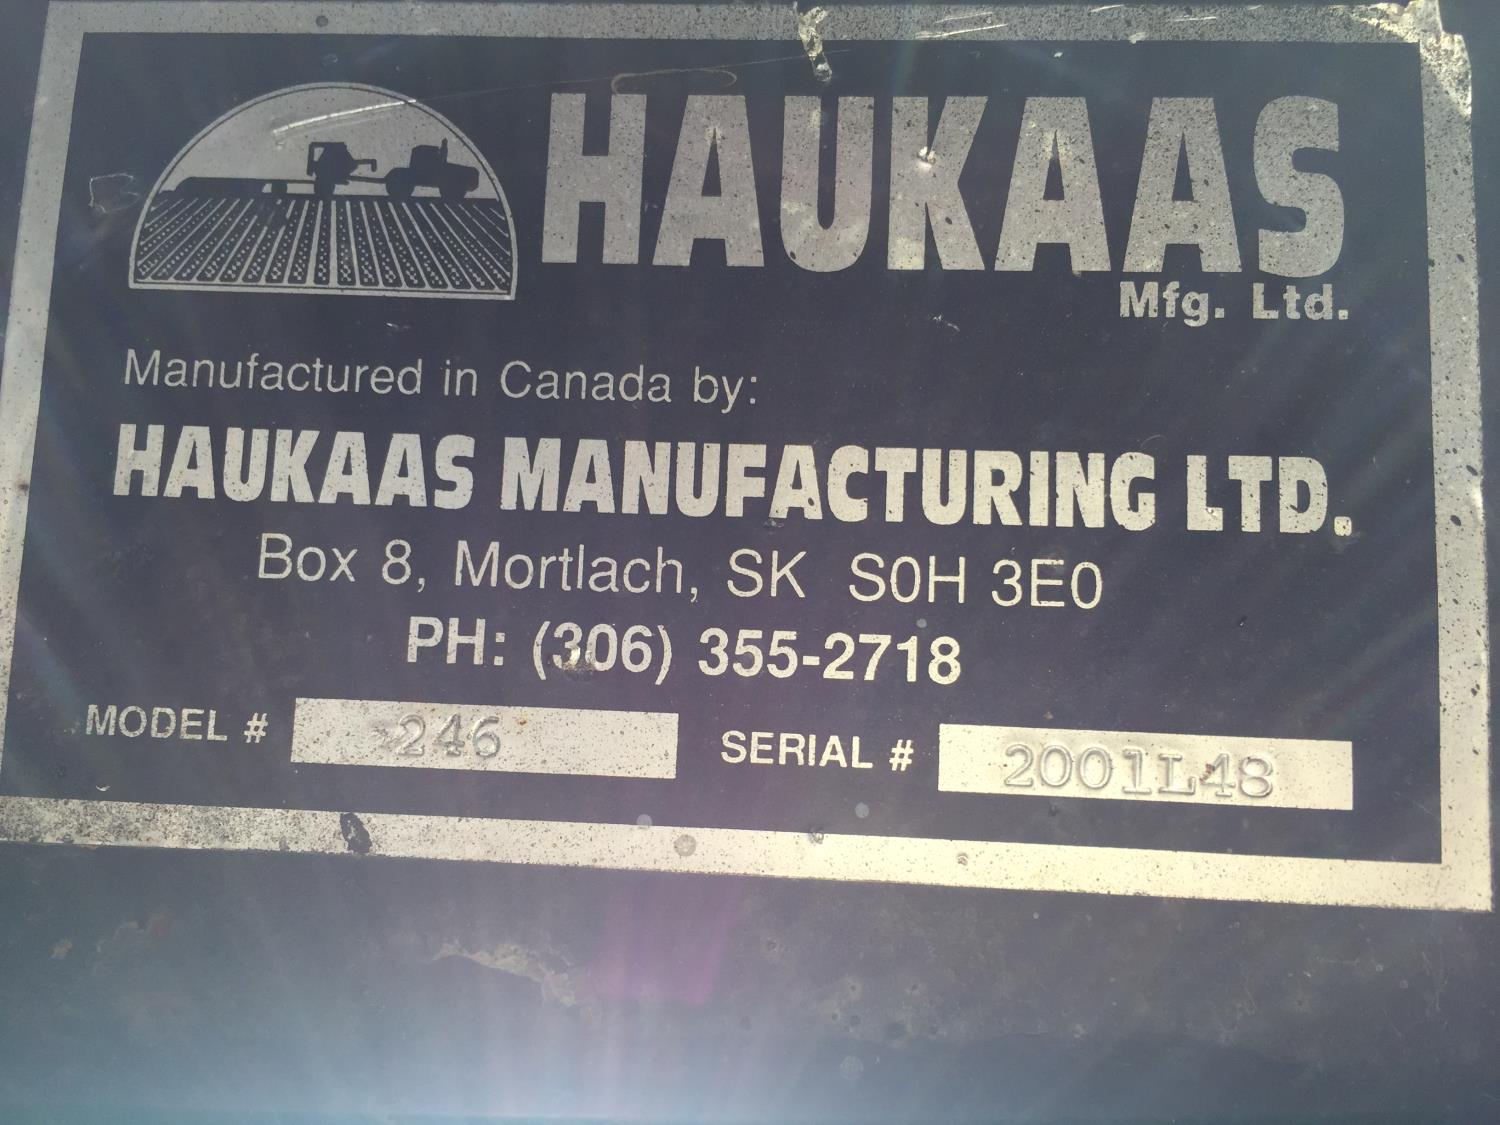 HAUKAAS
Mfg. Ltd.
Manufactured in Canada by:
HAUKAAS MANUFACTURING LTD.
Box 8, Mortlach, SK S0H 3E0
PH: (306) 355-2718
MODEL # 246 SERIAL # 2001L48